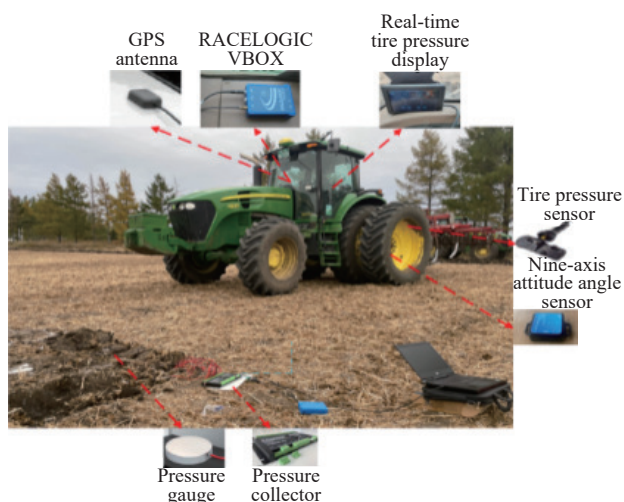 GPS
antenna
RACELOGIC
VBOX
Real-time
tire pressure
display
Tire pressure
sensor
Nine-axis
attitude angle
sensor
Pressure
gauge
Pressure
collector